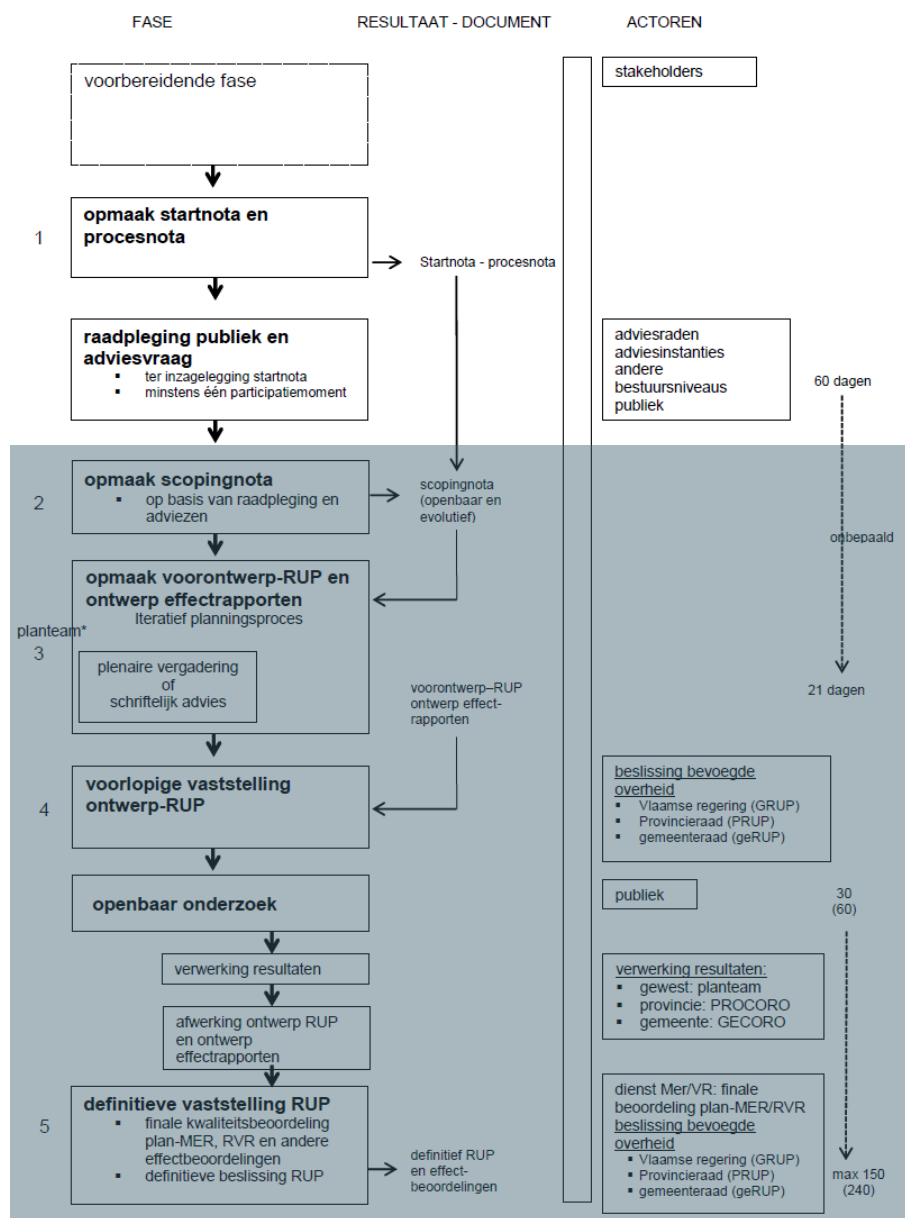 FASE
RESULTAAT - DOCUMENT
ACTOREN
voorbereidende fase
stakeholders
1
opmaak startnota en
procesnota
Startnota - procesnota
raadpleging publiek en
adviesvraag
▪ ter inzagelegging startnota
▪ minstens één participatiemoment
adviesraden
adviesinstanties
andere
bestuursniveaus
publiek
60 dagen
2
opmaak scopingnota
▪ op basis van raadpleging en
adviezen
scopingnota
(openbaar en
evolutief)
onbepaald
opmaak voorontwerp-RUP en
ontwerp effectrapporten
Iteratief planningsproces
planteam*
3
plenaire vergadering
of
schriftelijk advies
voorontwerp–RUP
ontwerp effect-
rapporten
21 dagen
4
voorlopige vaststelling
ontwerp-RUP
beslissing bevoegde
overheid
▪ Vlaamse regering (GRUP)
▪ Provincieraad (PRUP)
▪ gemeenteraad (geRUP)
openbaar onderzoek
publiek
30
(60)
verwerking resultaten
verwerking resultaten:
▪ gewest: planteam
▪ provincie: PROCORO
▪ gemeente: GECORO
afwerking ontwerp RUP
en ontwerp
effectrapporten
5
definitieve vaststelling RUP
▪ finale kwaliteitsbeoordeling
plan-MER, RVR en andere
effectbeoordelingen
▪ definitieve beslissing RUP
definitief RUP
en effect-
beoordelingen
dienst Mer/VR: finale
beoordeling plan-MER/RVR
beslissing bevoegde
overheid
▪ Vlaamse regering (GRUP)
▪ Provincieraad (PRUP)
▪ gemeenteraad (geRUP)
max 150
(240)